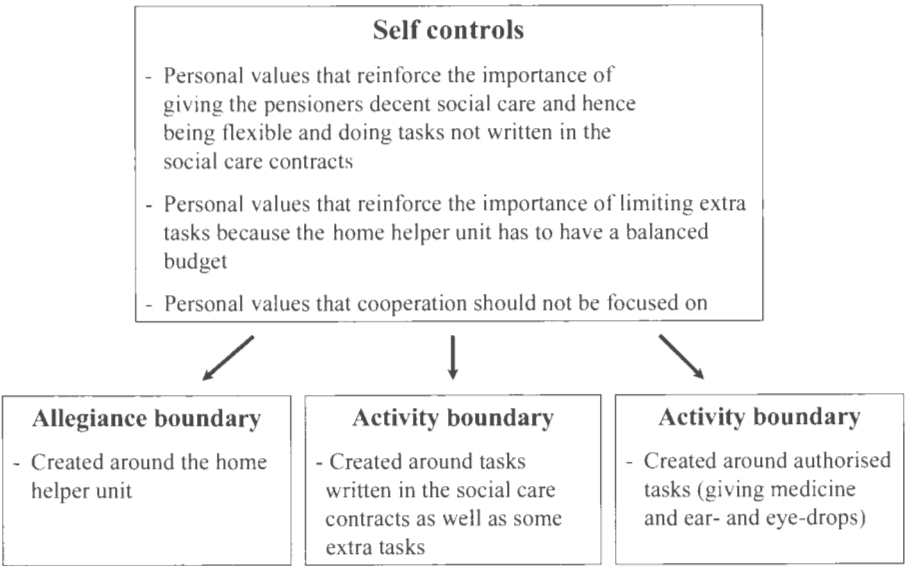 Self controls
- Personal values that reinforce the importance of
giving the pensioners decent social care and hence
being flexible and doing tasks not written in the
social care contracts
- Personal values that reinforce the importance of limiting extra
tasks because the home helper unit has to have a balanced
budget
- Personal values that cooperation should not be focused on
Allegiance boundary
- Created around the home
helper unit
Activity boundary
- Created around tasks
written in the social care
contracts as well as some
extra tasks
Activity boundary
- Created around authorised
tasks (giving medicine
and ear- and eye-drops)